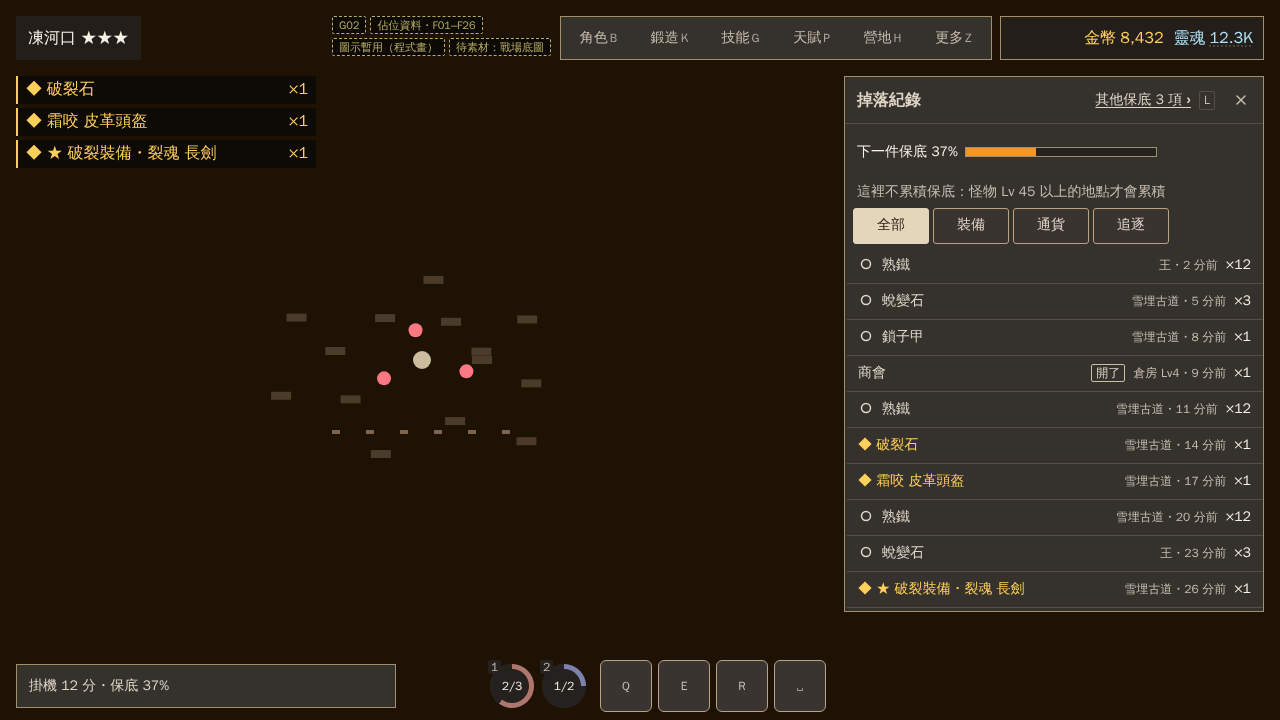 凍河口 ★★★
G02 佔位資料・F01–F26
圖示暫用（程式畫） 待素材：戰場底圖
角色B 鍛造K 技能G 天賦P 營地H 更多Z
金幣 8,432 靈魂 12.3K
◆ 破裂石 ×1
◆ 霜咬 皮革頭盔 ×1
◆ ★ 破裂裝備・裂魂 長劍 ×1
掉落紀錄 其他保底 3 項 › L ×
下一件保底 37%
這裡不累積保底：怪物 Lv 45 以上的地點才會累積
全部 裝備 通貨 追逐
熟鐵 王・2 分前 ×12
蛻變石 雪埋古道・5 分前 ×3
鎖子甲 雪埋古道・8 分前 ×1
商會 開了 倉房 Lv4・9 分前 ×1
熟鐵 雪埋古道・11 分前 ×12
◆ 破裂石 雪埋古道・14 分前 ×1
◆ 霜咬 皮革頭盔 雪埋古道・17 分前 ×1
熟鐵 雪埋古道・20 分前 ×12
蛻變石 王・23 分前 ×3
◆ ★ 破裂裝備・裂魂 長劍 雪埋古道・26 分前 ×1
掛機 12 分・保底 37%
1 2/3 2 1/2 Q E R ⎵